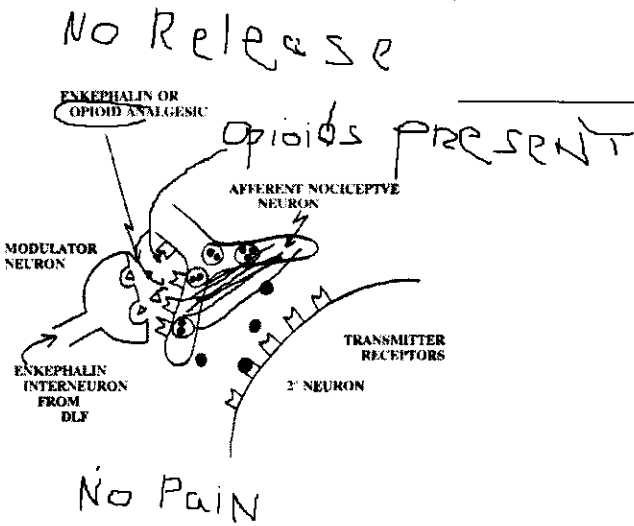 No Release
ENKEPHALIN OR
OPIOID ANALGESIC
Opioids PRESENT
AFFERENT NOCICEPTVE
NEURON
MODULATOR
NEURON
TRANSMITTER
RECEPTORS
ENKEPHALIN
INTERNEURON
FROM
DLF
2° NEURON
No PaiN